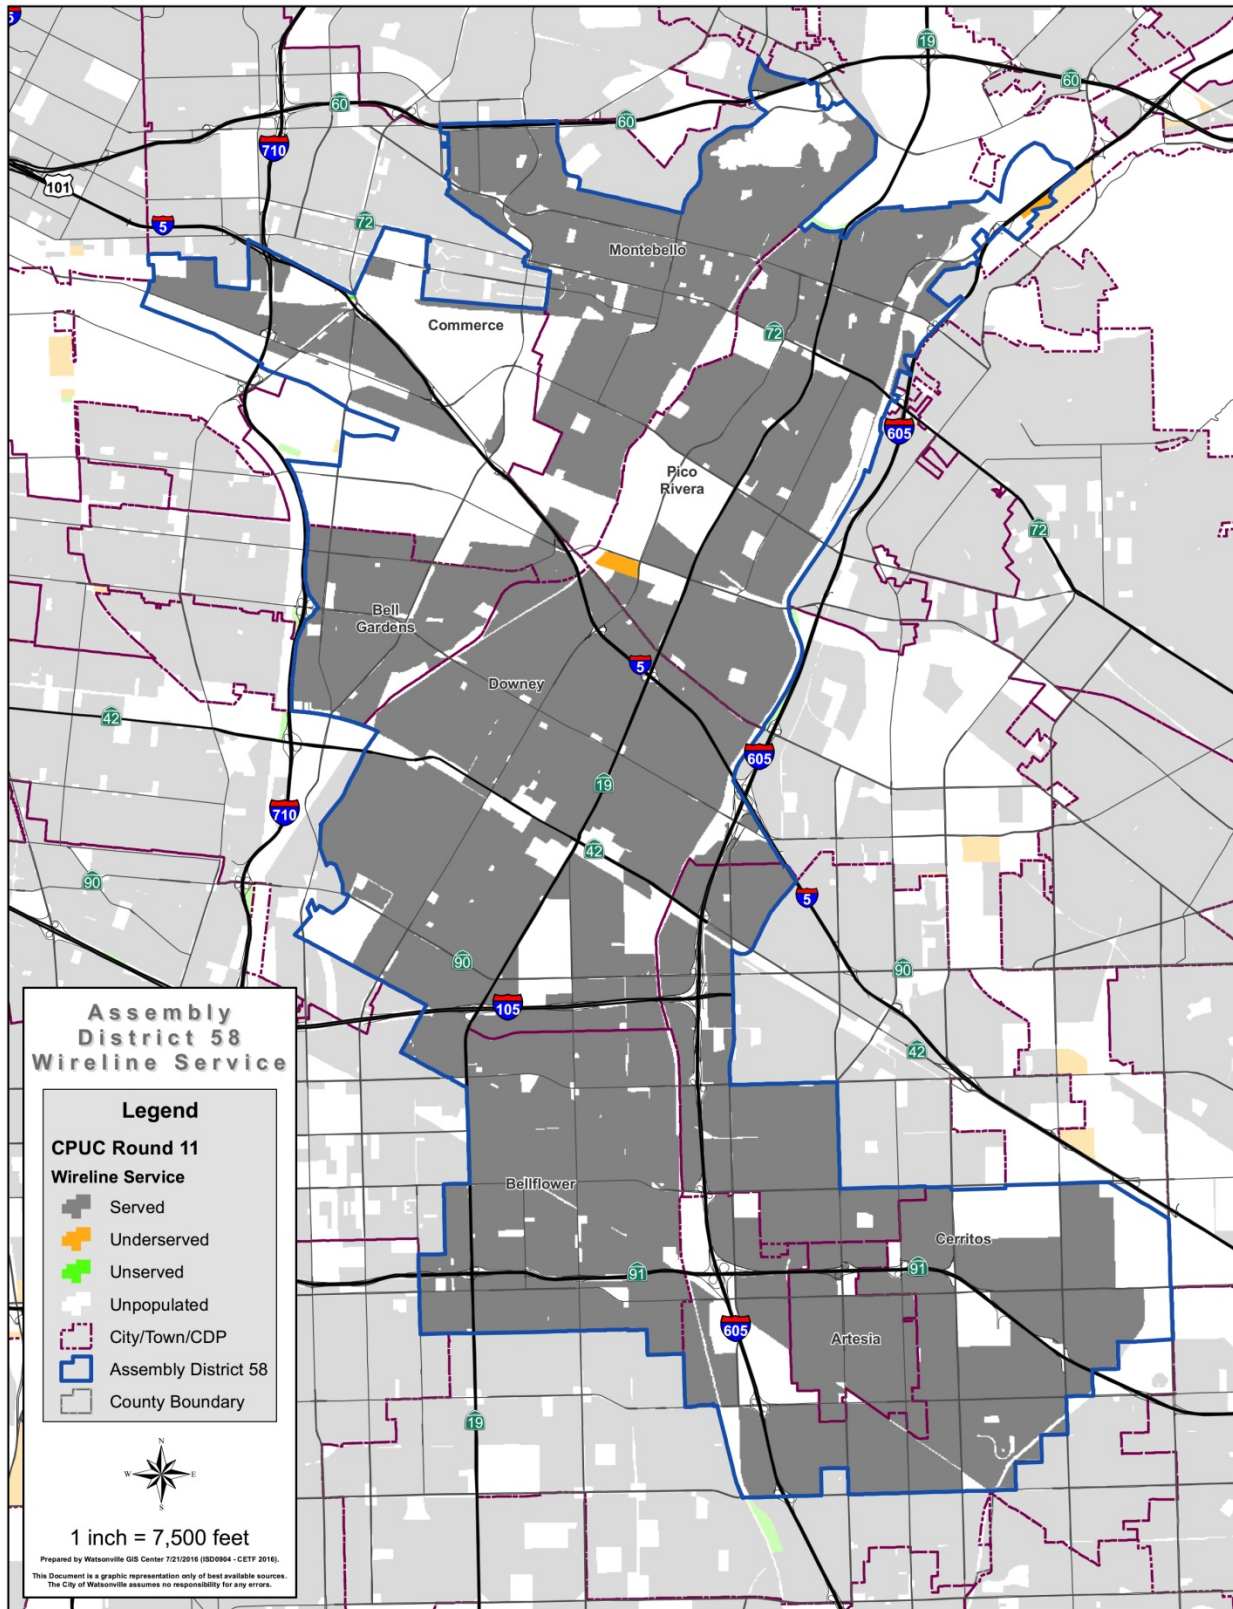 5
19
60
60
60
710
101
5
72
Montebello
Commerce
72
605
Pico
Rivera
72
Bell
Gardens
5
Downey
42
605
19
710
42
90
5
90
90
105
42
Assembly
District 58
Wireline Service
Legend
CPUC Round 11
Wireline Service
Served
Underserved
Unserved
Unpopulated
City/Town/CDP
Assembly District 58
County Boundary
N
W E
S
1 inch = 7,500 feet
Prepared by Watsonville GIS Center 7/21/2016 (ISD0904 - CETF 2016).
This Document is a graphic representation only of best available sources.
The City of Watsonville assumes no responsibility for any errors.
Bellflower
Cerritos
91
91
605
Artesia
19